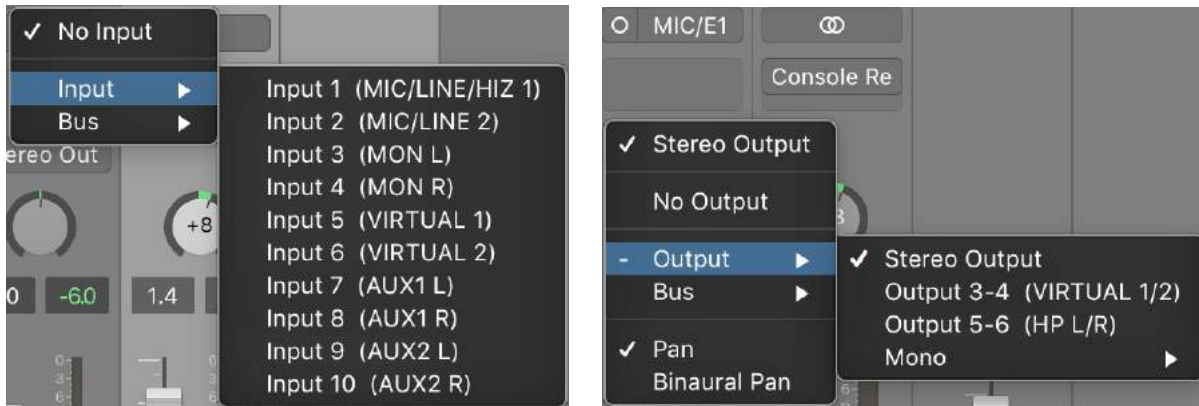 ✓ No Input
Input ▶
Bus ▶
Input 1 (MIC/LINE/HIZ 1)
Input 2 (MIC/LINE 2)
Input 3 (MON L)
Input 4 (MON R)
Input 5 (VIRTUAL 1)
Input 6 (VIRTUAL 2)
Input 7 (AUX1 L)
Input 8 (AUX1 R)
Input 9 (AUX2 L)
Input 10 (AUX2 R)
ereo Out
+8
0 -6.0 1.4
0
3
6
MIC/E1
Console Re
✓ Stereo Output
No Output
- Output ▶
Bus ▶
✓ Pan
Binaural Pan
✓ Stereo Output
Output 3-4 (VIRTUAL 1/2)
Output 5-6 (HP L/R)
Mono ▶